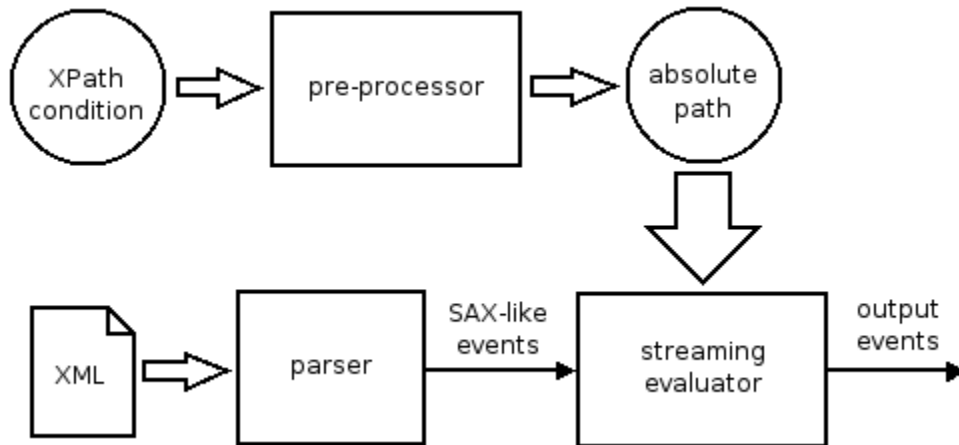 XPath
condition
pre-processor
absolute
path
XML
parser
SAX-like
events
streaming
evaluator
output
events